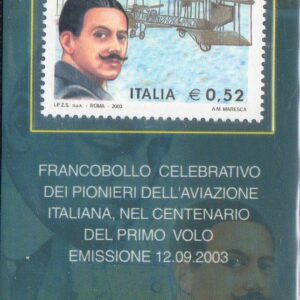 ITALIA € 0,52
I.P.Z.S. S.p.A. - ROMA - 2003 A.M. MARESCA
FRANCOBOLLO CELEBRATIVO
DEI PIONIERI DELL'AVIAZIONE
ITALIANA, NEL CENTENARIO
DEL PRIMO VOLO
EMISSIONE 12.09.2003